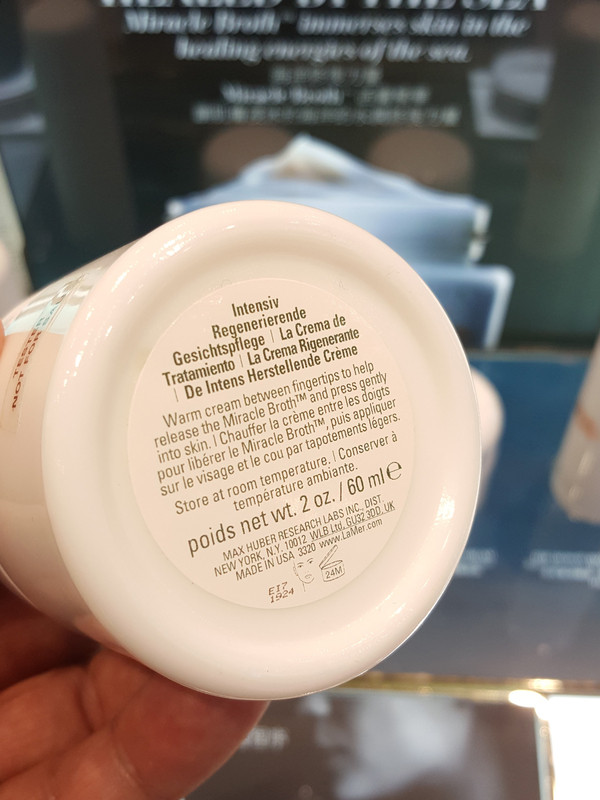 Miracle Broth™ immerses skin in the
healing energies of the sea.
Miracle Broth™
Intensiv
Regenerierende
Gesichtspflege | La Crema de
Tratamiento | La Crema Rigenerante
| De Intens Herstellende Crème
Warm cream between fingertips to help
release the Miracle Broth™ and press gently
into skin. | Chauffer la crème entre les doigts
pour libérer le Miracle Broth™, puis appliquer
sur le visage et le cou par tapotements légers.
Store at room temperature. | Conserver à
température ambiante.
poids net wt. 2 oz. / 60 ml ℮
MAX HUBER RESEARCH LABS INC., DIST.
NEW YORK, N.Y. 10012 WLB Ltd, GU32 3DD, UK
MADE IN USA 3320 www.LaMer.com
24M
E17
1924